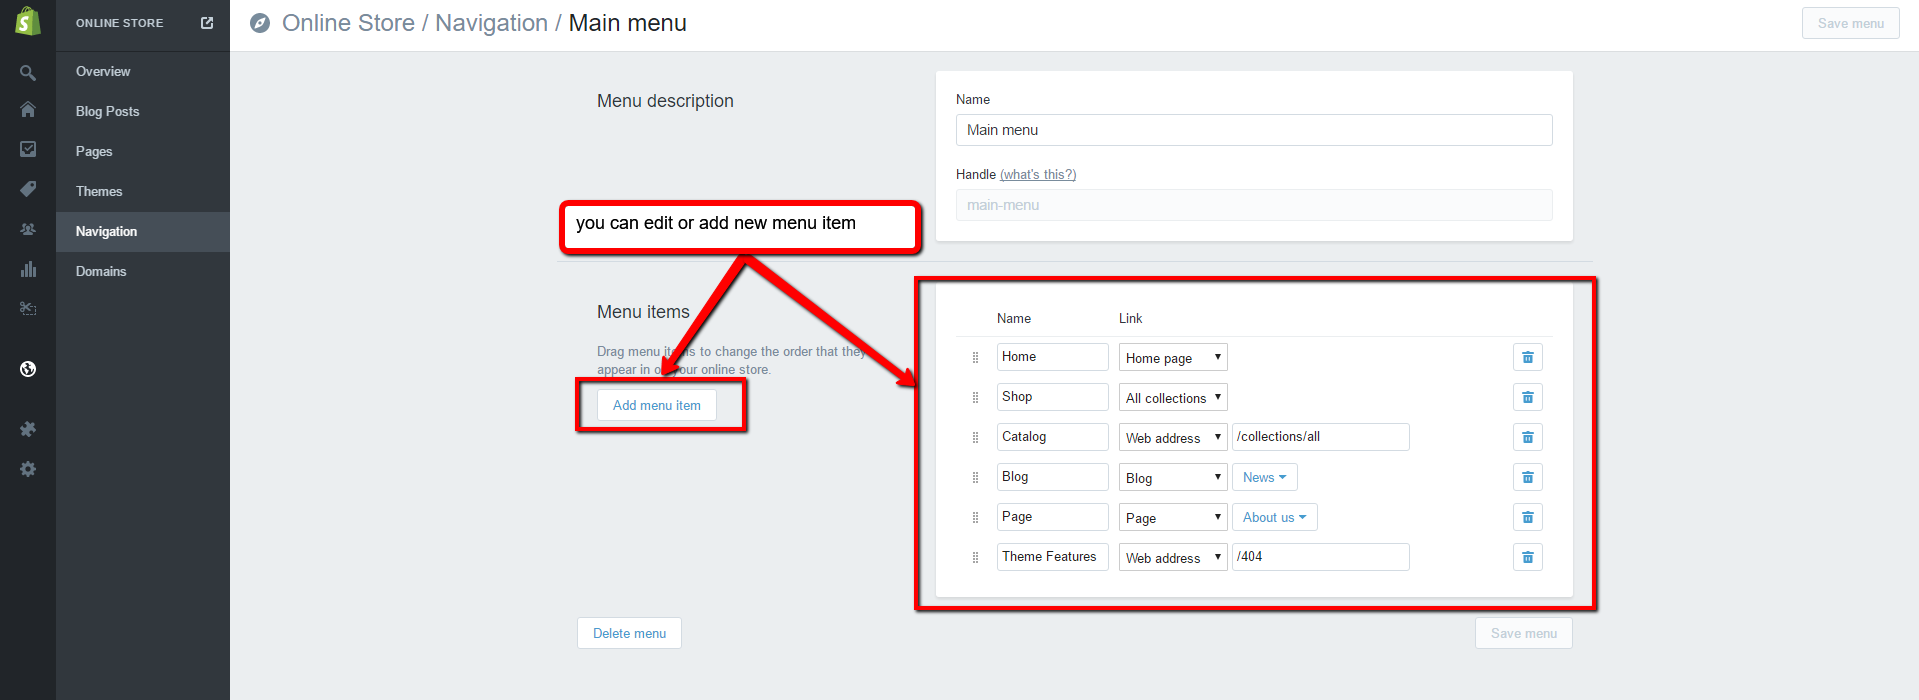 ONLINE STORE
Online Store / Navigation / Main menu
Save menu
Overview
Blog Posts
Pages
Themes
Navigation
Domains
Menu description
Name
Main menu
Handle (what's this?)
main-menu
you can edit or add new menu item
Menu items
Drag menu items to change the order that they
appear in on your online store.
Add menu item
Name Link
Home Home page
Shop All collections
Catalog Web address /collections/all
Blog Blog News
Page Page About us
Theme Features Web address /404
Delete menu
Save menu